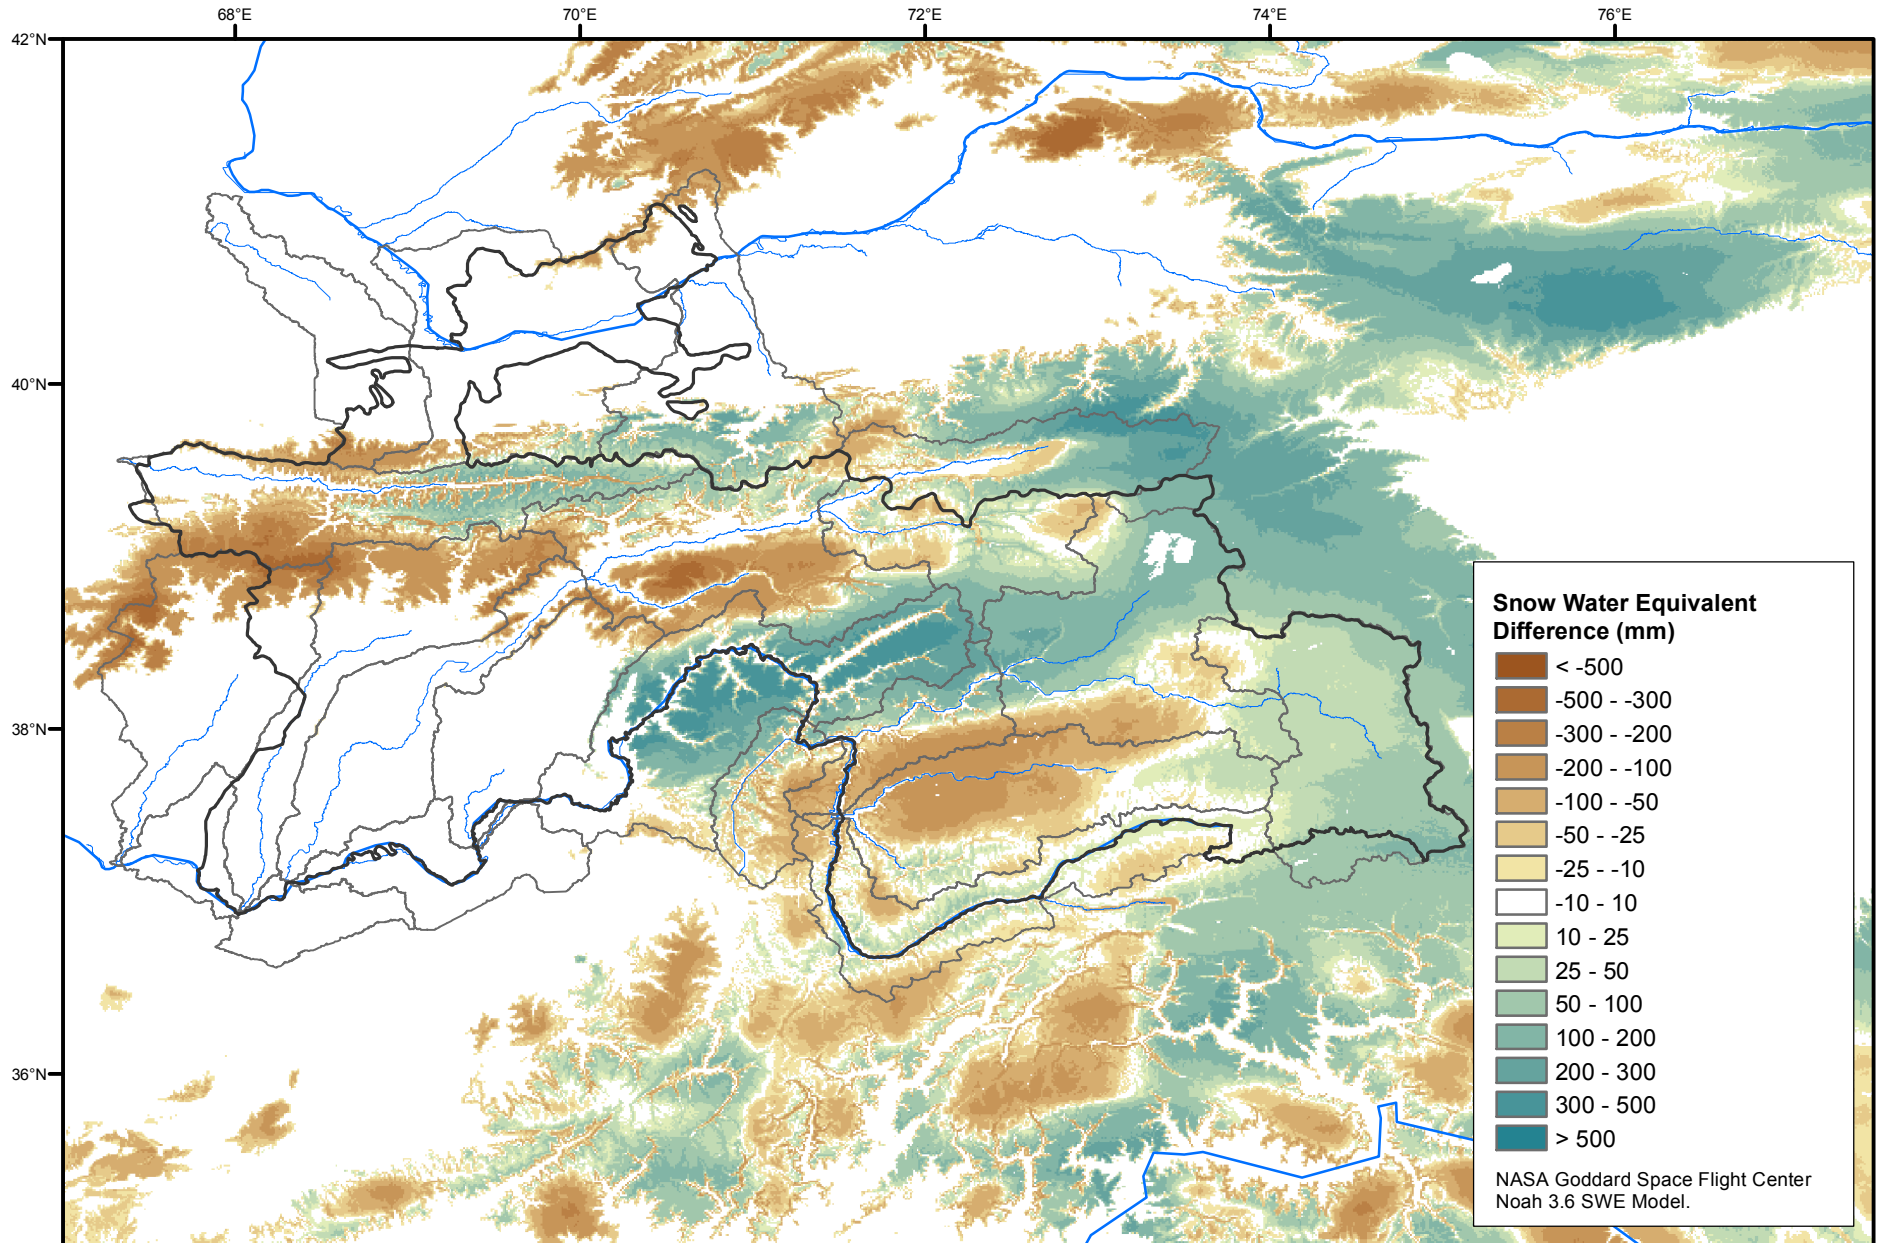 68°E 70°E 72°E 74°E 76°E
42°N
40°N
38°N
36°N
Snow Water Equivalent
Difference (mm)
< -500
-500 - -300
-300 - -200
-200 - -100
-100 - -50
-50 - -25
-25 - -10
-10 - 10
10 - 25
25 - 50
50 - 100
100 - 200
200 - 300
300 - 500
> 500
NASA Goddard Space Flight Center
Noah 3.6 SWE Model.